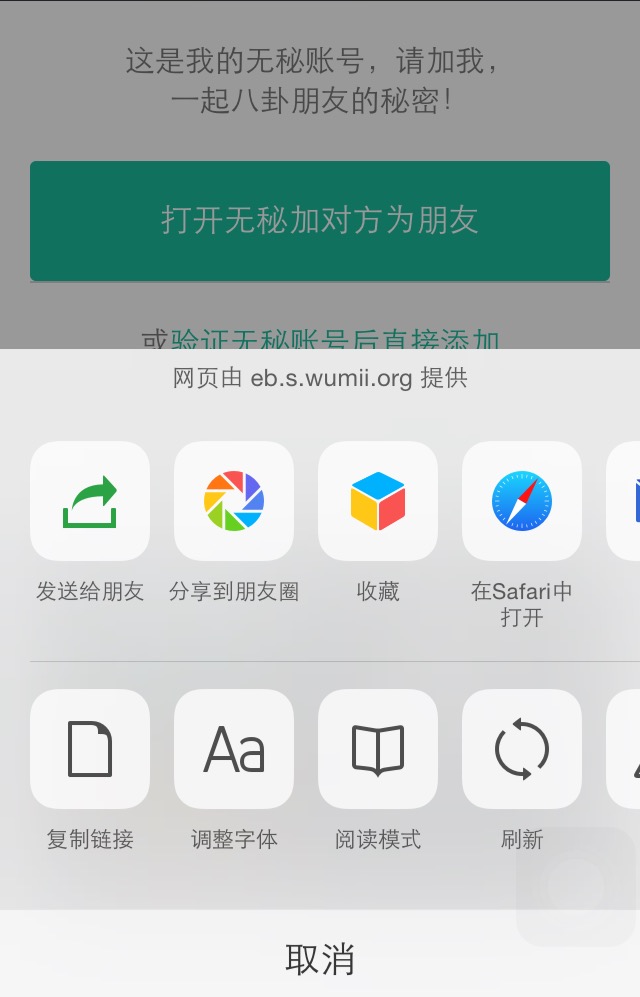 这是我的无秘账号，请加我，
一起八卦朋友的秘密！
打开无秘加对方为朋友
或验证无秘账号后直接添加
网页由 eb.s.wumii.org 提供
发送给朋友
分享到朋友圈
收藏
在Safari中
打开
Aa
复制链接
调整字体
阅读模式
刷新
取消